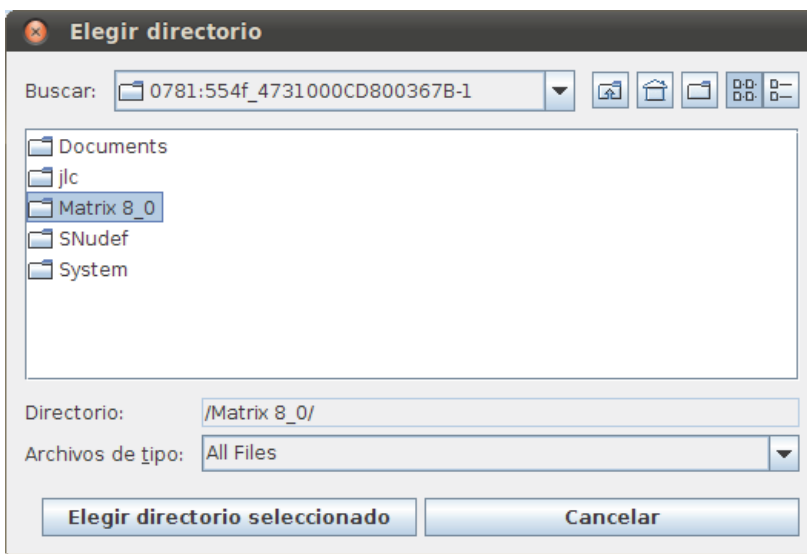 Elegir directorio
Buscar: 0781:554f_4731000CD800367B-1
Documents
jlc
Matrix 8_0
SNudef
System
Directorio: /Matrix 8_0/
Archivos de tipo: All Files
Elegir directorio seleccionado Cancelar